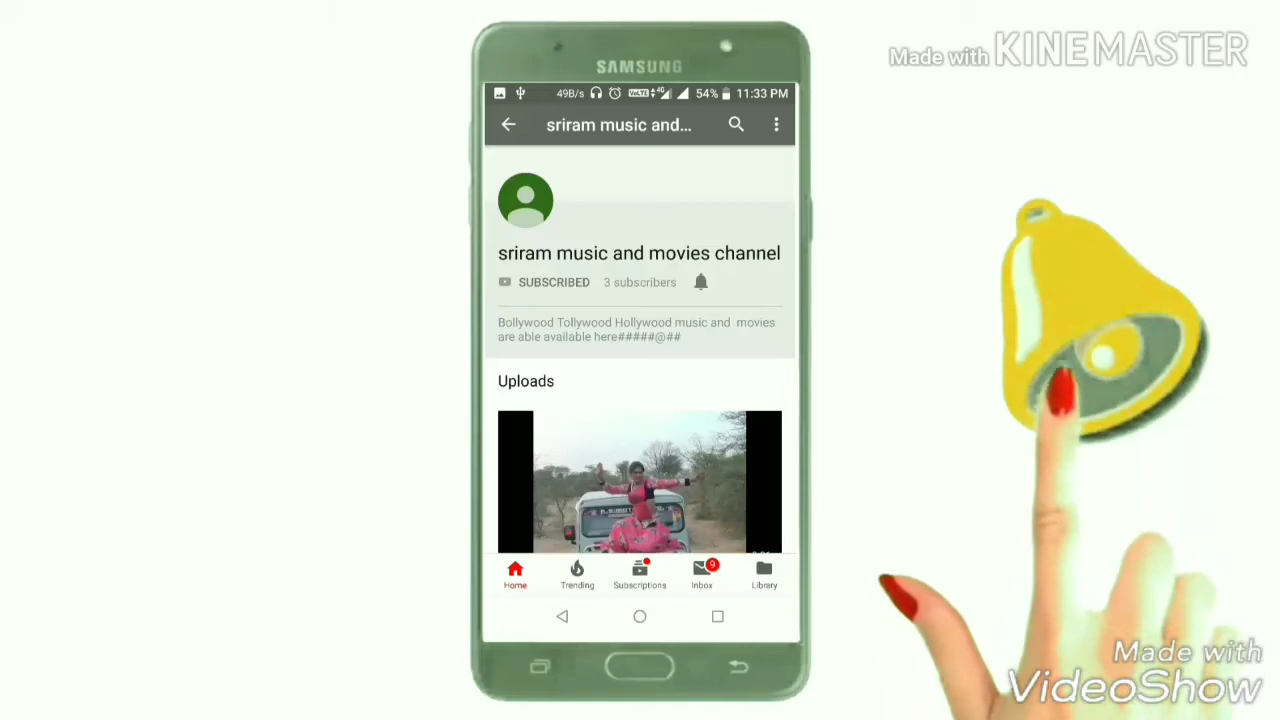 Made with KINEMASTER
SAMSUNG
49B/s VoLTE 4G 54% 11:33 PM
sriram music and...
sriram music and movies channel
SUBSCRIBED 3 subscribers
Bollywood Tollywood Hollywood music and movies
are able available here#####@##
Uploads
9
Home Trending Subscriptions Inbox Library
Made with
VideoShow